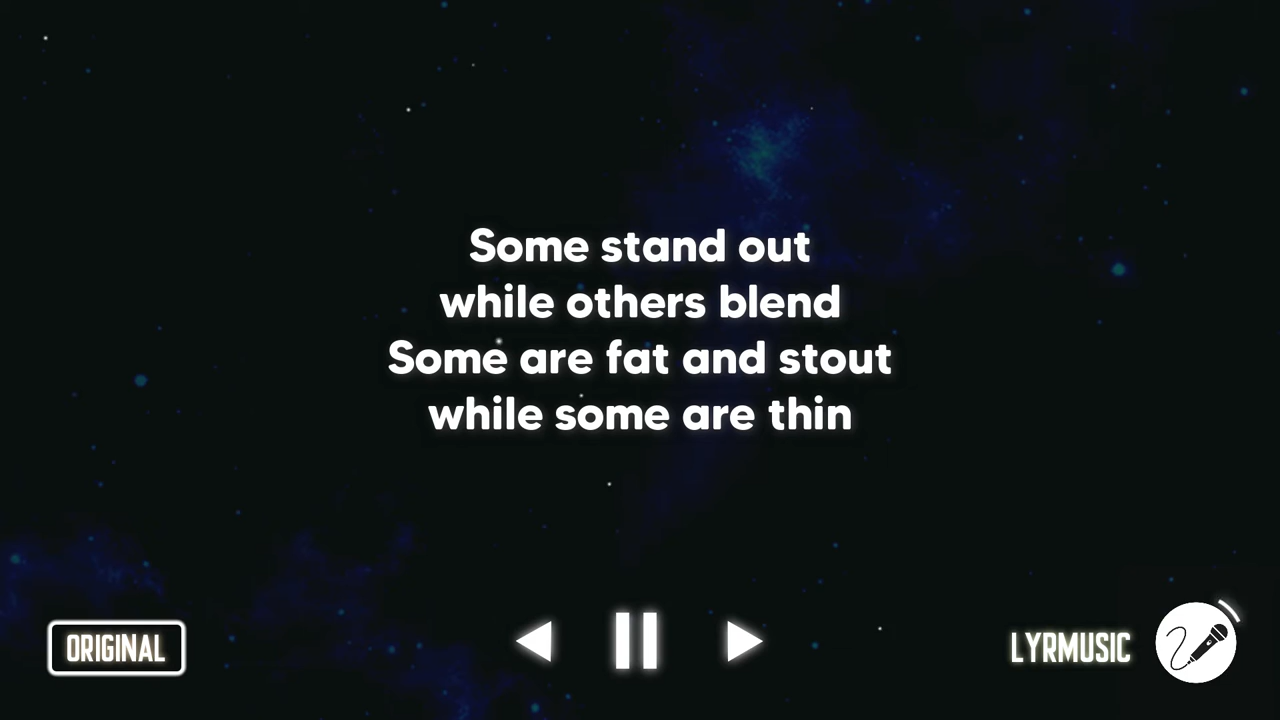 Some stand out
while others blend
Some are fat and stout
while some are thin
ORIGINAL
LYRMUSIC